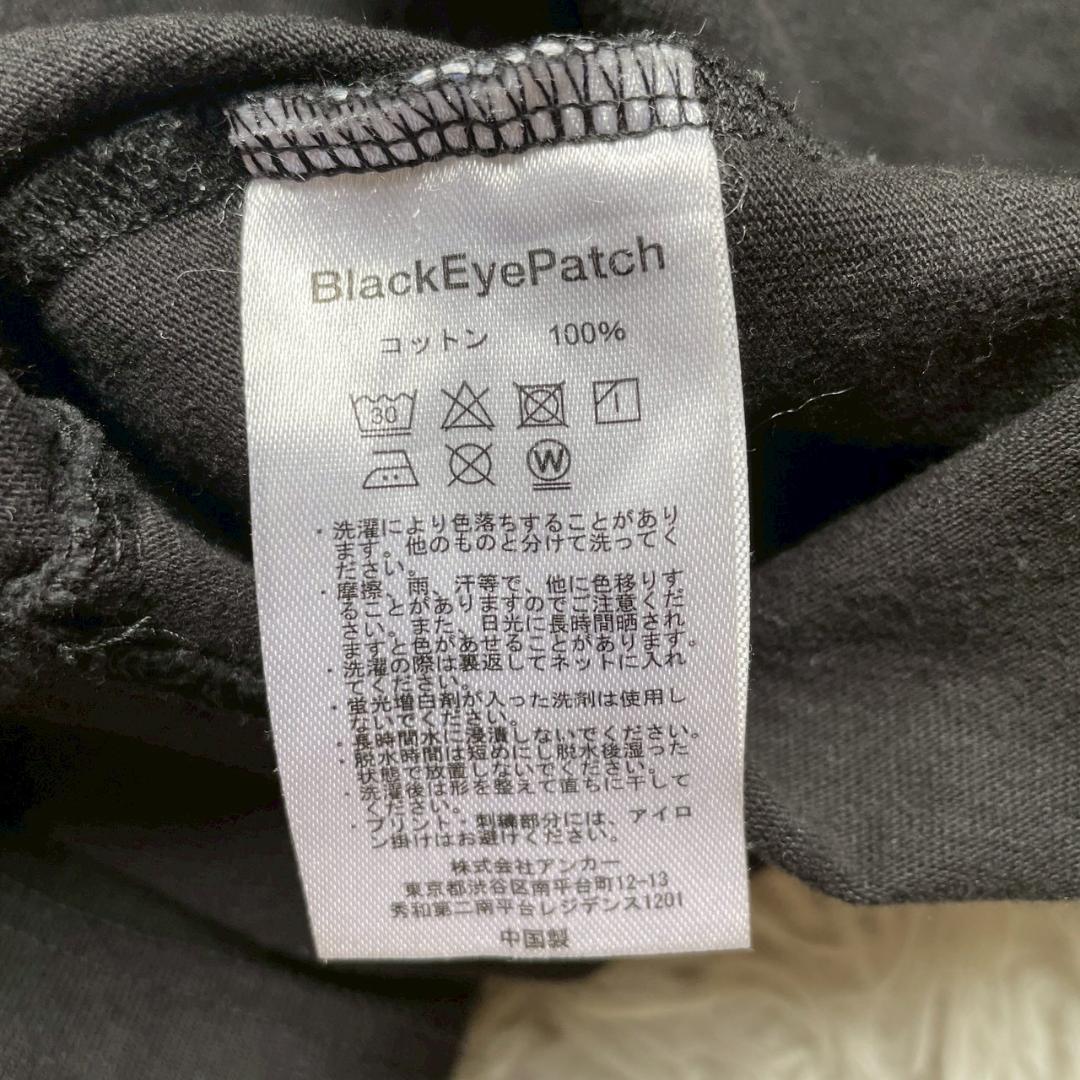 BlackEyePatch
コットン 100%
30
W
・洗濯により色落ちすることがあり
ます。他のものと分けて洗ってく
ださい。
・摩擦、雨、汗等で、他に色移りす
ることがありますのでご注意くだ
さい。また、日光に長時間晒され
ますと色があせることがあります。
・洗濯の際は裏返してネットに入れ
てください。
・蛍光増白剤が入った洗剤は使用し
ないでください。
・長時間水に浸漬しないでください。
・脱水時間は短めにし脱水後湿った
状態で放置しないでください。
・洗濯後は形を整えて直ちに干して
ください。
・プリント・刺繍部分には、アイロ
ン掛けはお避けください。
株式会社アンカー
東京都渋谷区南平台町12-13
秀和第二南平台レジデンス1201
中国製